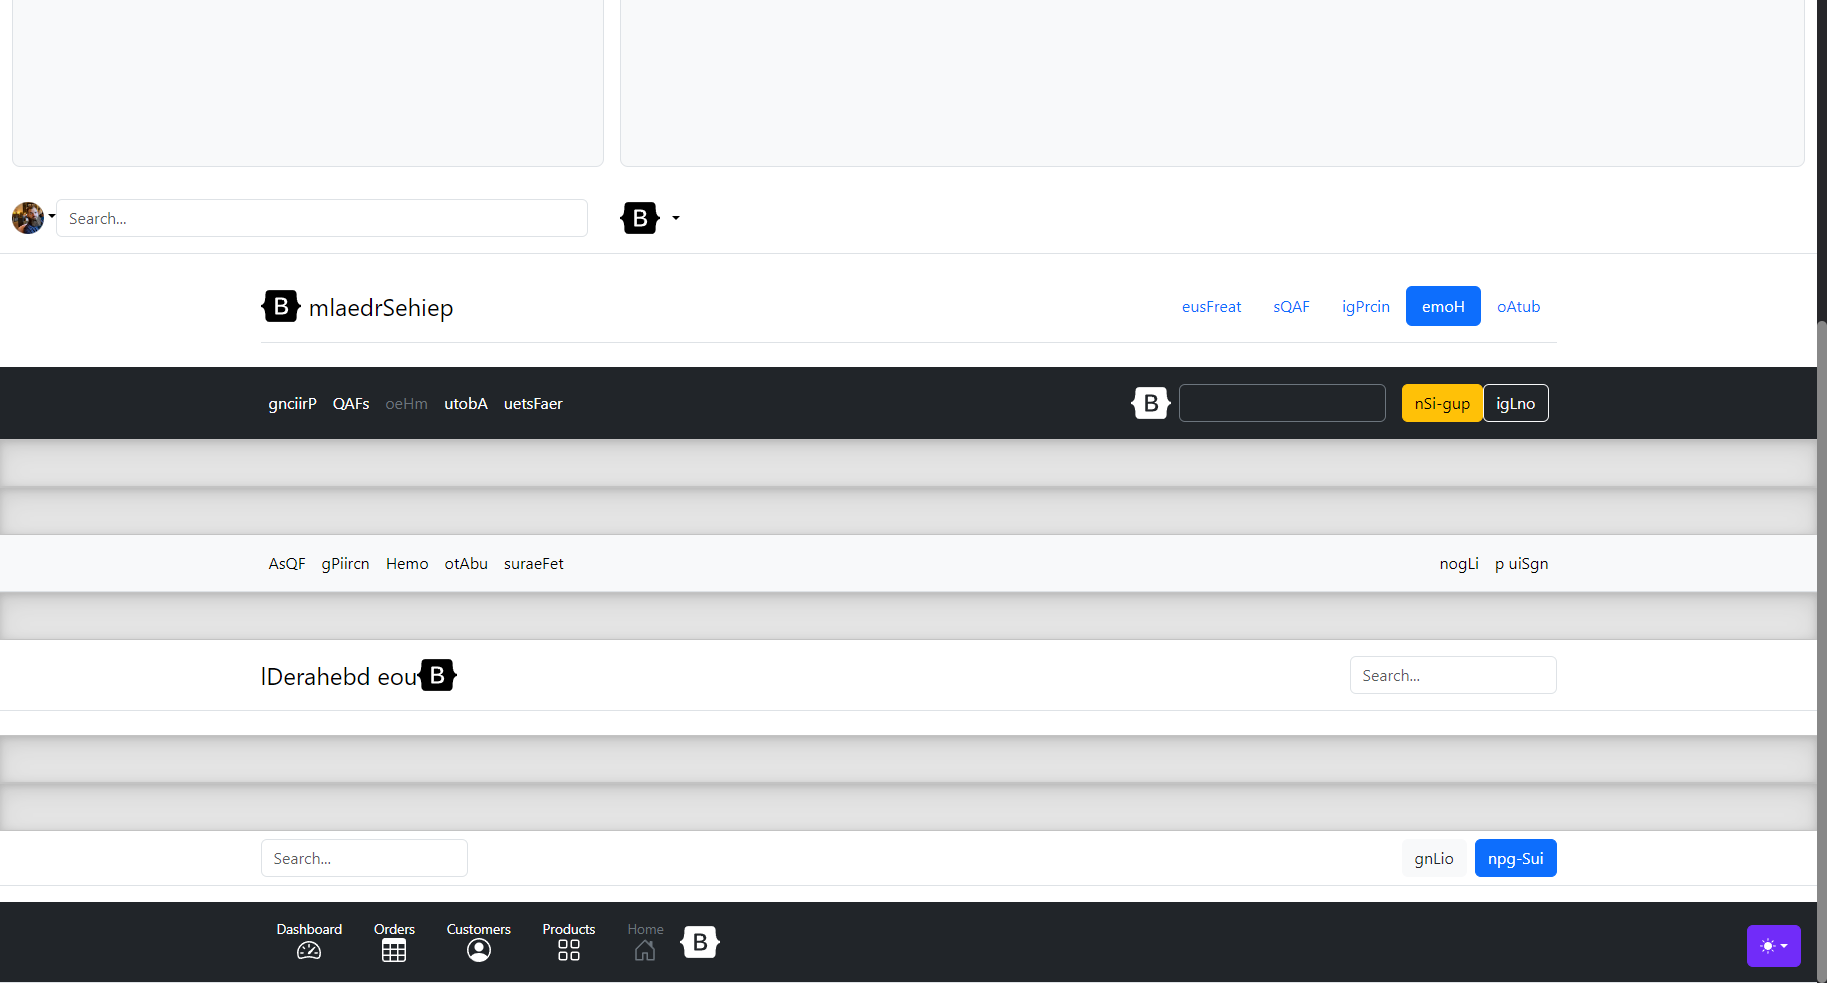 Search...
B
B mlaedrSehiep eusFreat sQAF igPrcin emoH oAtub
gnciirP QAFs oeHm utobA uetsFaer B nSi-gup igLno
AsQF gPiircn Hemo otAbu suraeFet nogLi p uiSgn
lDerahebd eou B Search...
Search... gnLio npg-Sui
Dashboard Orders Customers Products Home B